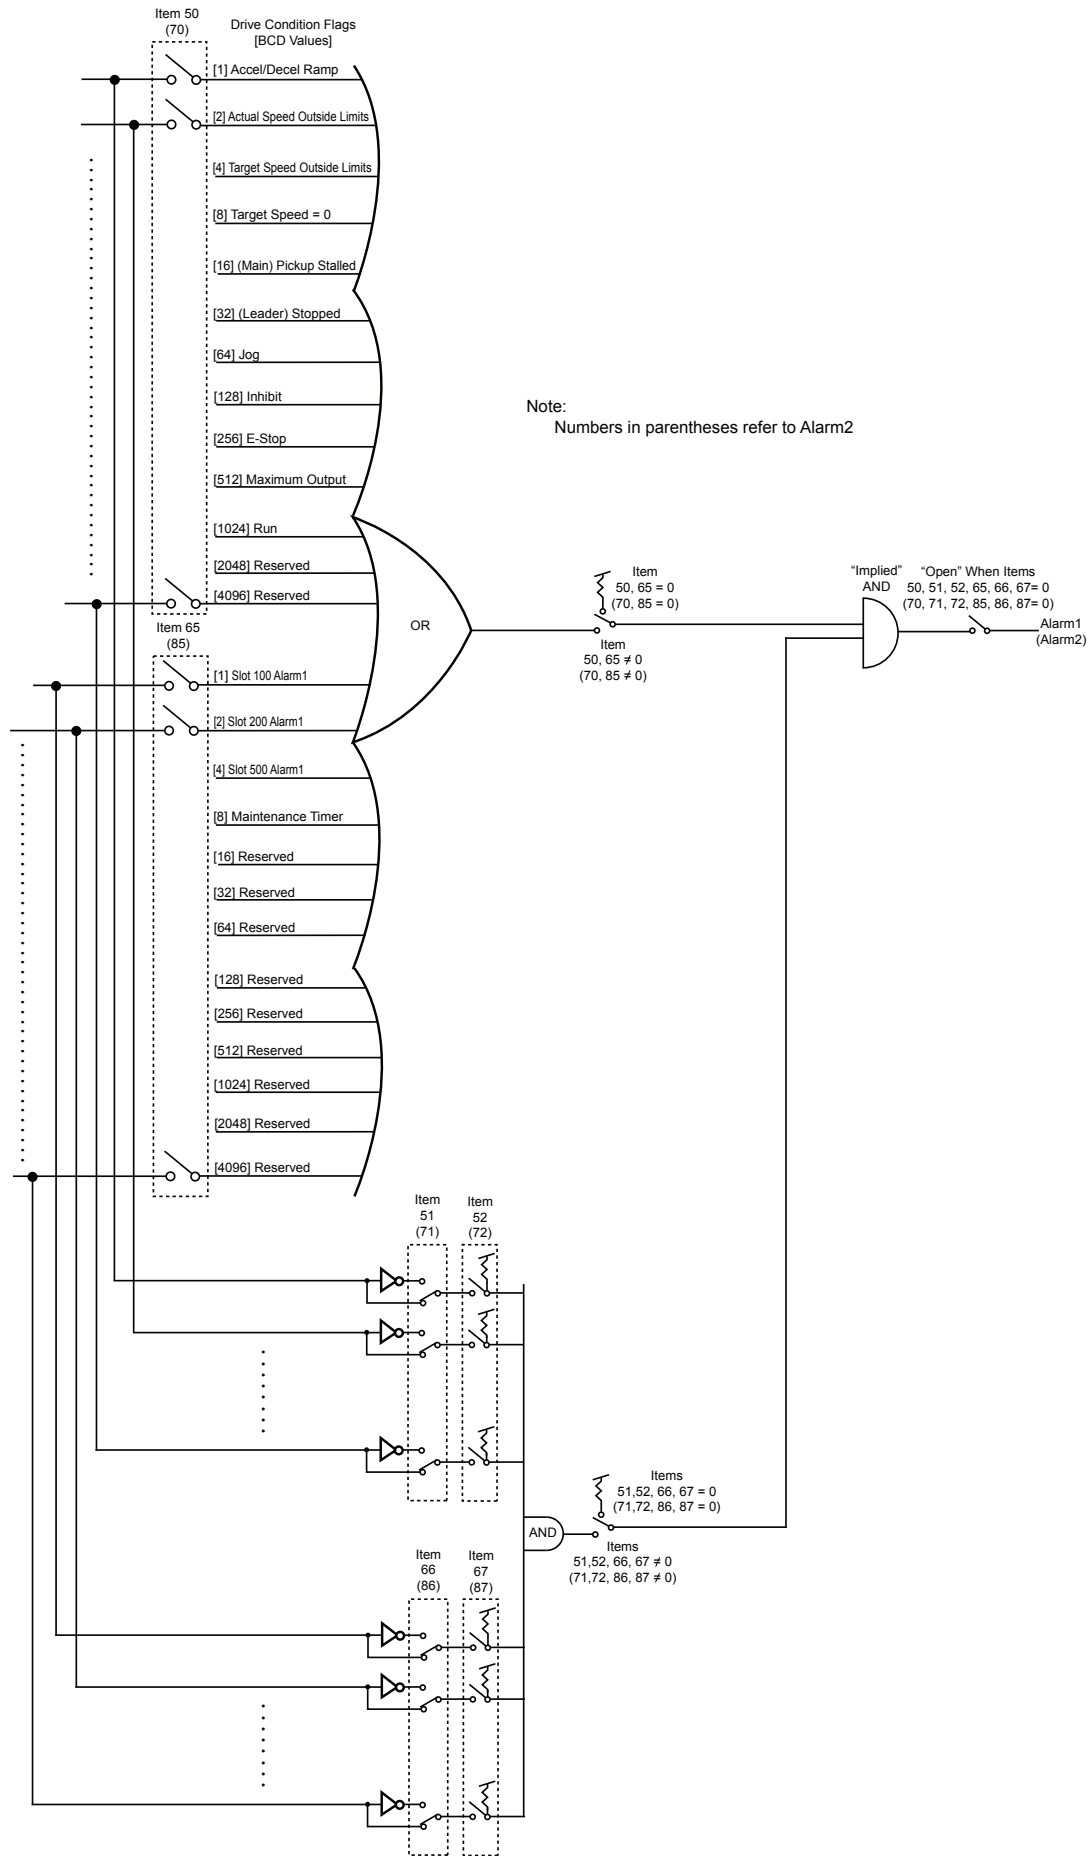 Item 50
(70)
Drive Condition Flags
[BCD Values]
[1] Accel/Decel Ramp
[2] Actual Speed Outside Limits
[4] Target Speed Outside Limits
[8] Target Speed = 0
[16] (Main) Pickup Stalled
[32] (Leader) Stopped
[64] Jog
[128] Inhibit
[256] E-Stop
[512] Maximum Output
[1024] Run
[2048] Reserved
[4096] Reserved
Note:
Numbers in parentheses refer to Alarm2
Item 65
(85)
[1] Slot 100 Alarm1
[2] Slot 200 Alarm1
[4] Slot 500 Alarm1
[8] Maintenance Timer
[16] Reserved
[32] Reserved
[64] Reserved
[128] Reserved
[256] Reserved
[512] Reserved
[1024] Reserved
[2048] Reserved
[4096] Reserved
OR
Item
50, 65 = 0
(70, 85 = 0)
Item
50, 65 ≠ 0
(70, 85 ≠ 0)
“Implied”
AND
“Open” When Items
50, 51, 52, 65, 66, 67= 0
(70, 71, 72, 85, 86, 87= 0)
Alarm1
(Alarm2)
Item
51
(71)
Item
52
(72)
AND
Items
51,52, 66, 67 = 0
(71,72, 86, 87 = 0)
Items
51,52, 66, 67 ≠ 0
(71,72, 86, 87 ≠ 0)
Item
66
(86)
Item
67
(87)